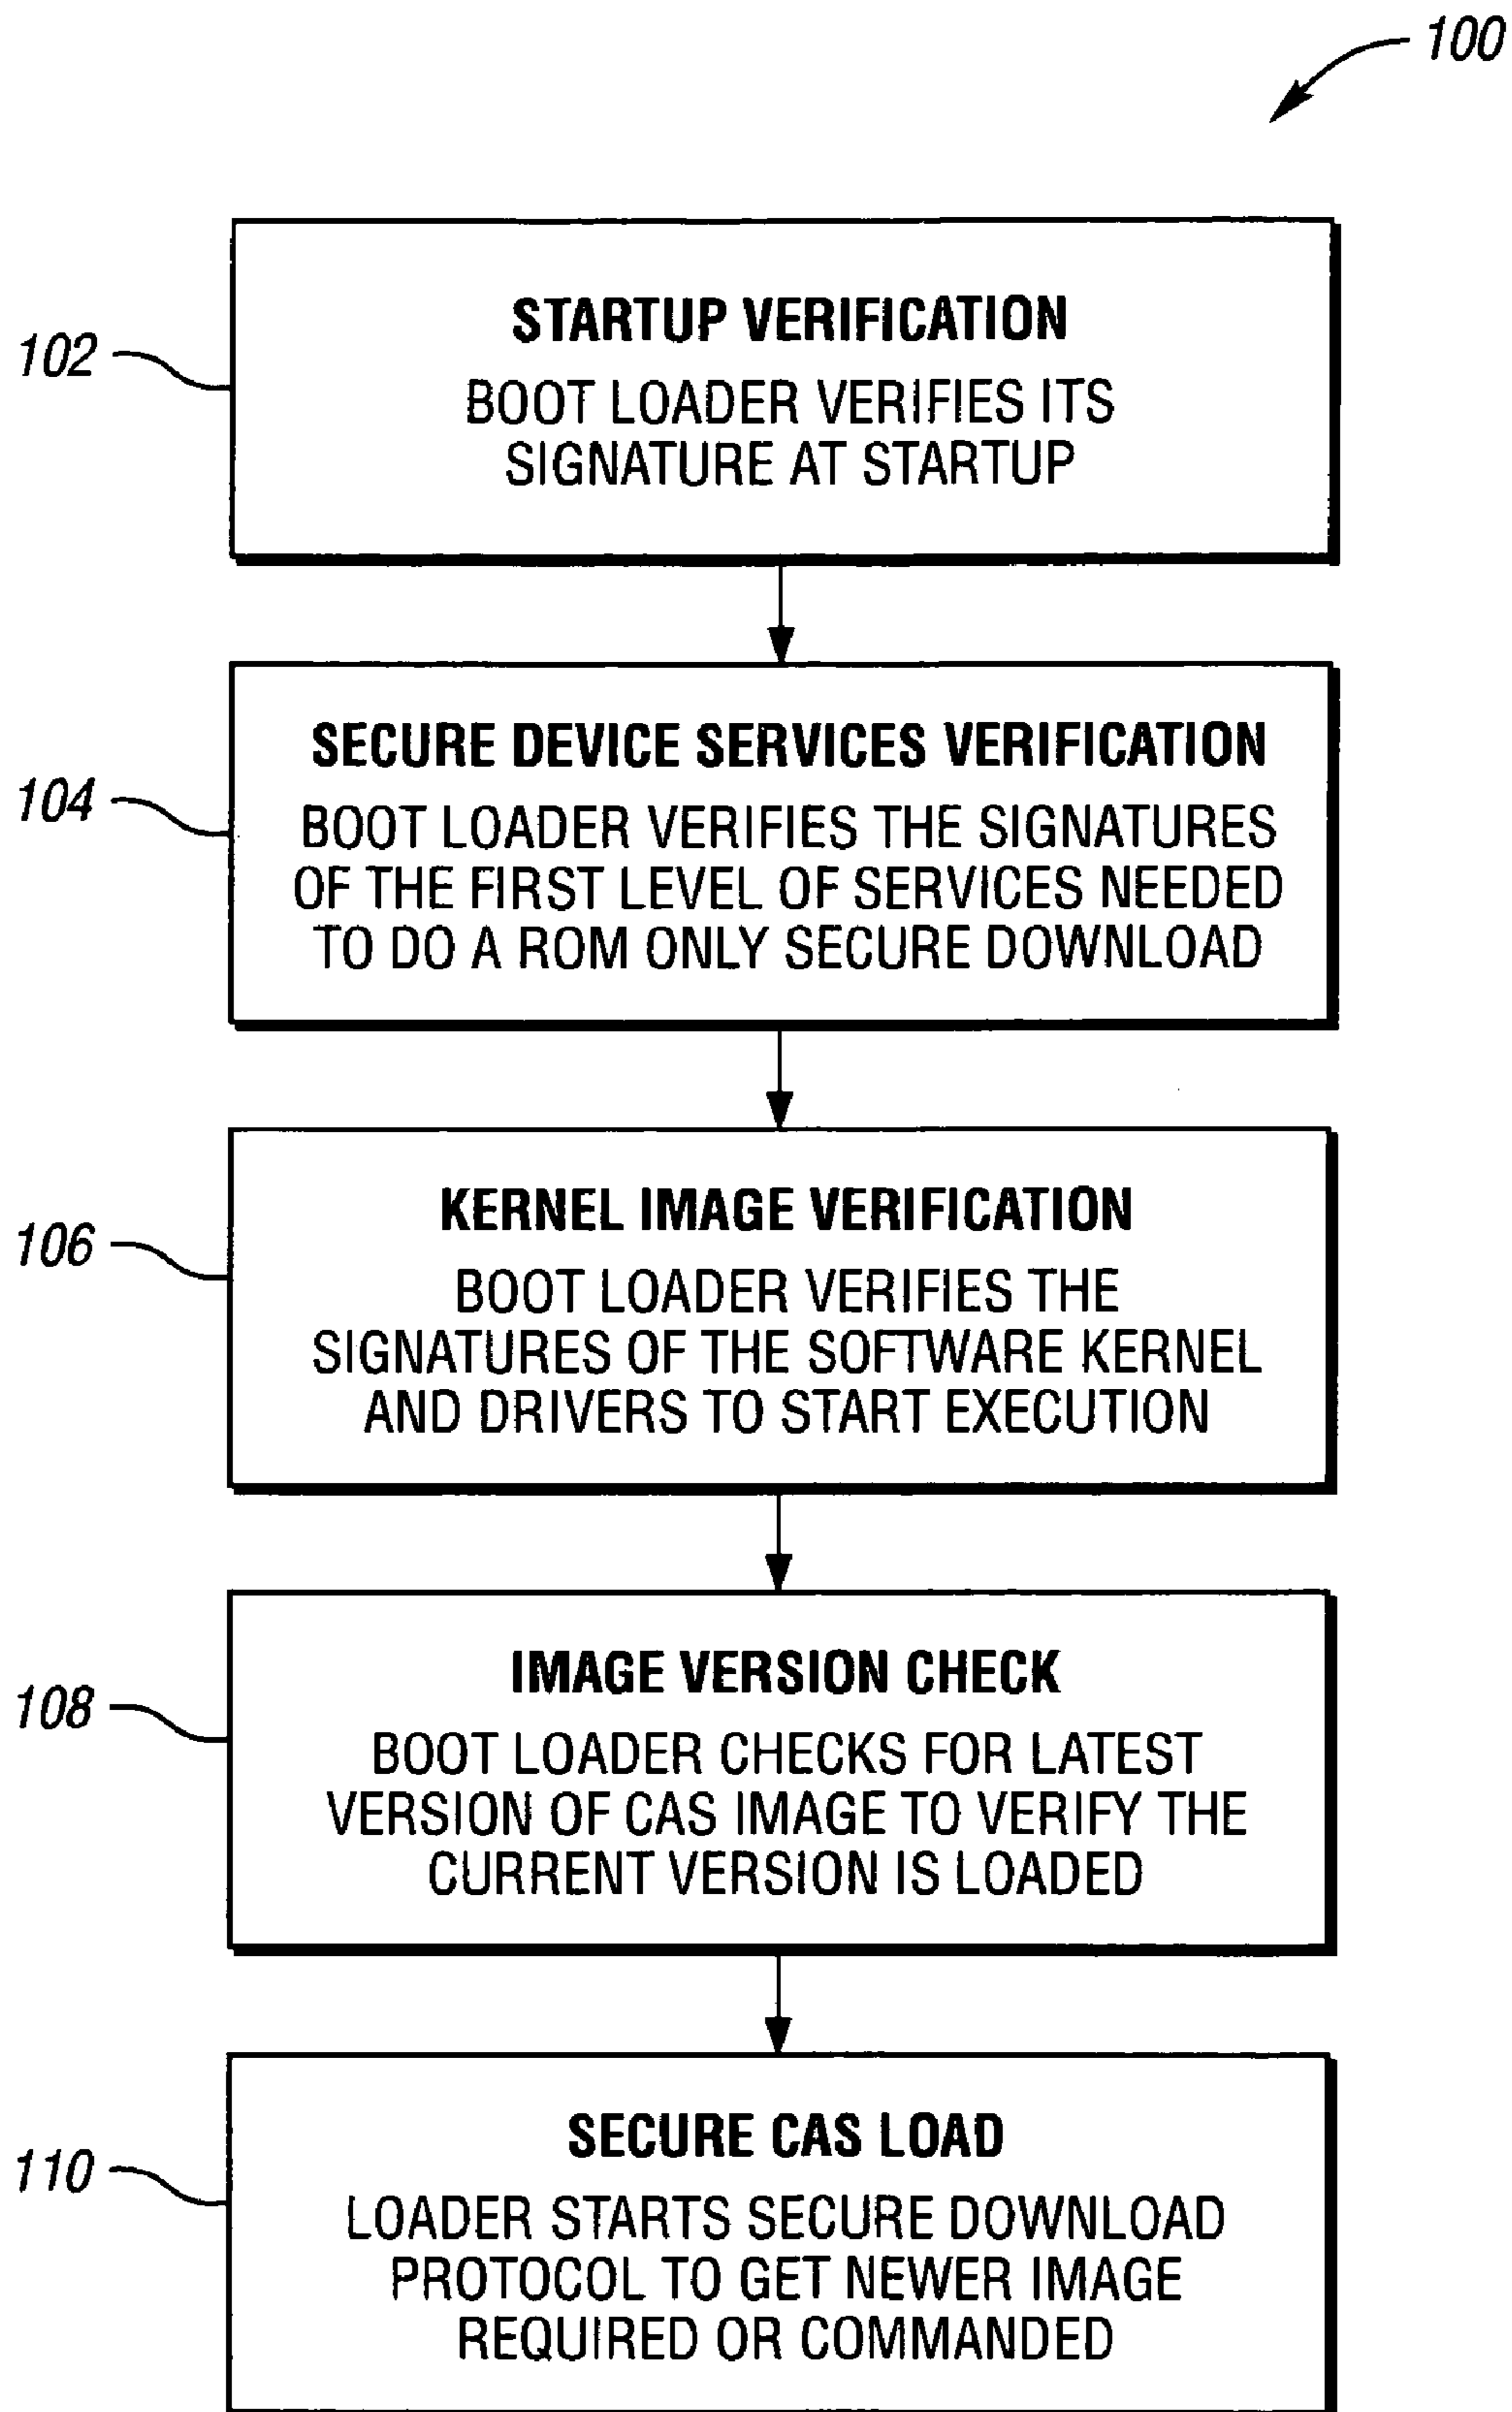 100
102
STARTUP VERIFICATION
BOOT LOADER VERIFIES ITS
SIGNATURE AT STARTUP
104
SECURE DEVICE SERVICES VERIFICATION
BOOT LOADER VERIFIES THE SIGNATURES
OF THE FIRST LEVEL OF SERVICES NEEDED
TO DO A ROM ONLY SECURE DOWNLOAD
106
KERNEL IMAGE VERIFICATION
BOOT LOADER VERIFIES THE
SIGNATURES OF THE SOFTWARE KERNEL
AND DRIVERS TO START EXECUTION
108
IMAGE VERSION CHECK
BOOT LOADER CHECKS FOR LATEST
VERSION OF CAS IMAGE TO VERIFY THE
CURRENT VERSION IS LOADED
110
SECURE CAS LOAD
LOADER STARTS SECURE DOWNLOAD
PROTOCOL TO GET NEWER IMAGE
REQUIRED OR COMMANDED